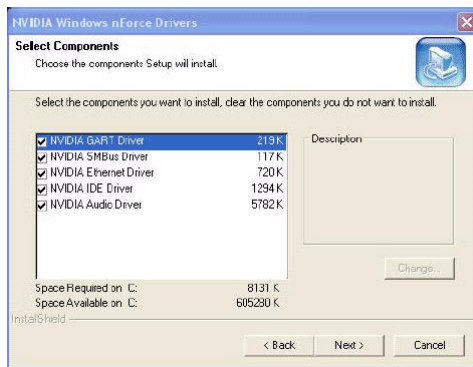 NVIDIA Windows nForce Drivers
Select Components
Choose the components Setup will install.
Select the components you want to install, clear the components you do not want to install.
NVIDIA GART Driver 219 K
NVIDIA SMBus Driver 117 K
NVIDIA Ethernet Driver 720 K
NVIDIA IDE Driver 1294 K
NVIDIA Audio Driver 5782 K
Description
Change...
Space Required on C: 8131 K
Space Available on C: 605280 K
InstallShield
< Back
Next >
Cancel